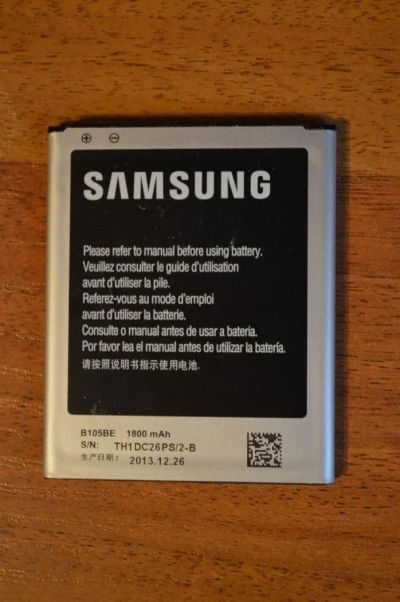 SAMSUNG
Please refer to manual before using battery.
Veuillez consulter le guide d'utilisation
avant d'utiliser la pile.
Referez-vous au mode d'emploi
avant d'utiliser la batterie.
Consulte o manual antes de usar a bateria.
Por favor lea el manual antes de utilizar la batería.
请按照说明书指示使用电池.
B105BE 1800 mAh
S/N: TH1DC26PS/2-B
生产日期: 2013.12.26